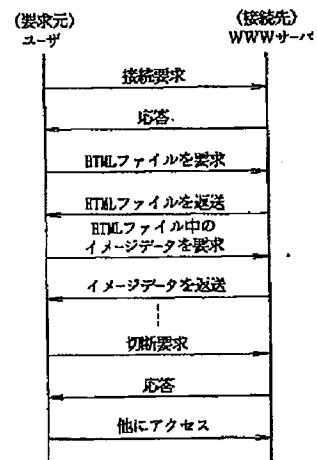 (要求元)
ユーザ
(接続先)
WWWサーバ
接続要求
応答
HTMLファイルを要求
HTMLファイルを返送
HTMLファイル中の
イメージデータを要求
イメージデータを返送
切断要求
応答
他にアクセス